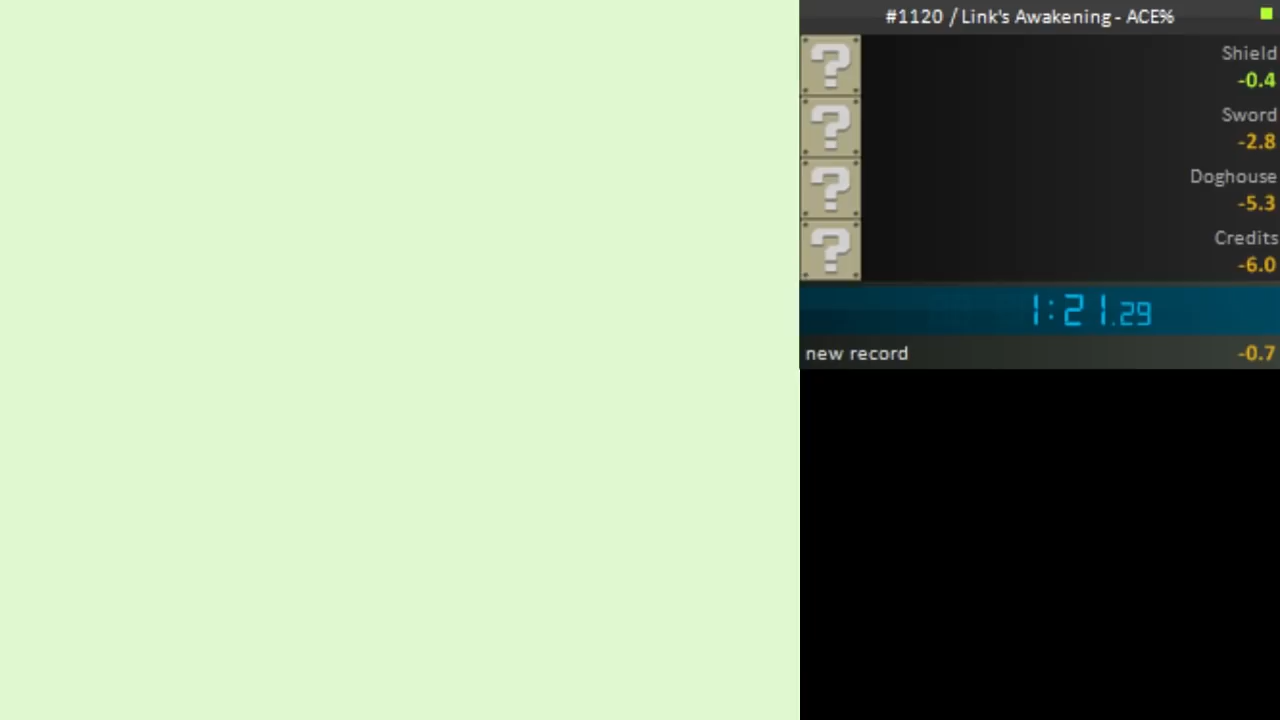 #1120 / Link's Awakening - ACE%
?
Shield
-0.4
?
Sword
-2.8
?
Doghouse
-5.3
?
Credits
-6.0
1:21.29
new record
-0.7